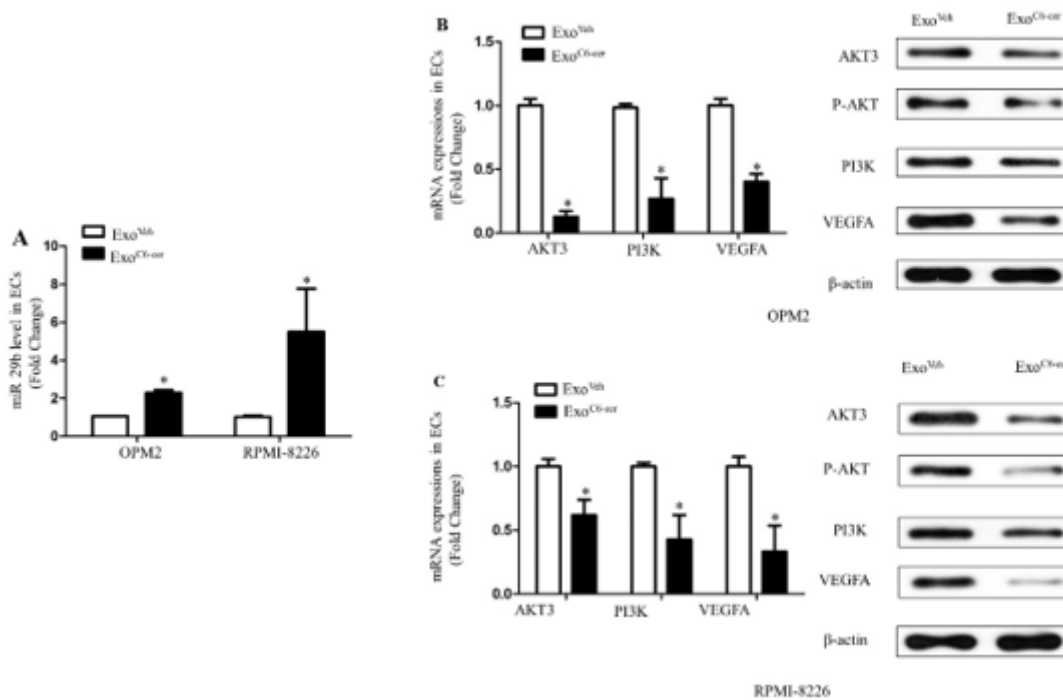 A
Exo^Veh
Exo^C6-cer
miR 29b level in ECs
(Fold Change)
10
8
6
4
2
0
*
*
OPM2
RPMI-8226
B
Exo^Veh
Exo^C6-cer
mRNA expressions in ECs
(Fold Change)
1.5
1.0
0.5
0.0
*
*
*
AKT3
PI3K
VEGFA
Exo^Veh
Exo^C6-cer
AKT3
P-AKT
PI3K
VEGFA
β-actin
OPM2
C
Exo^Veh
Exo^C6-cer
mRNA expressions in ECs
(Fold Change)
1.5
1.0
0.5
0.0
*
*
*
AKT3
PI3K
VEGFA
Exo^Veh
Exo^C6-ce
AKT3
P-AKT
PI3K
VEGFA
β-actin
RPMI-8226